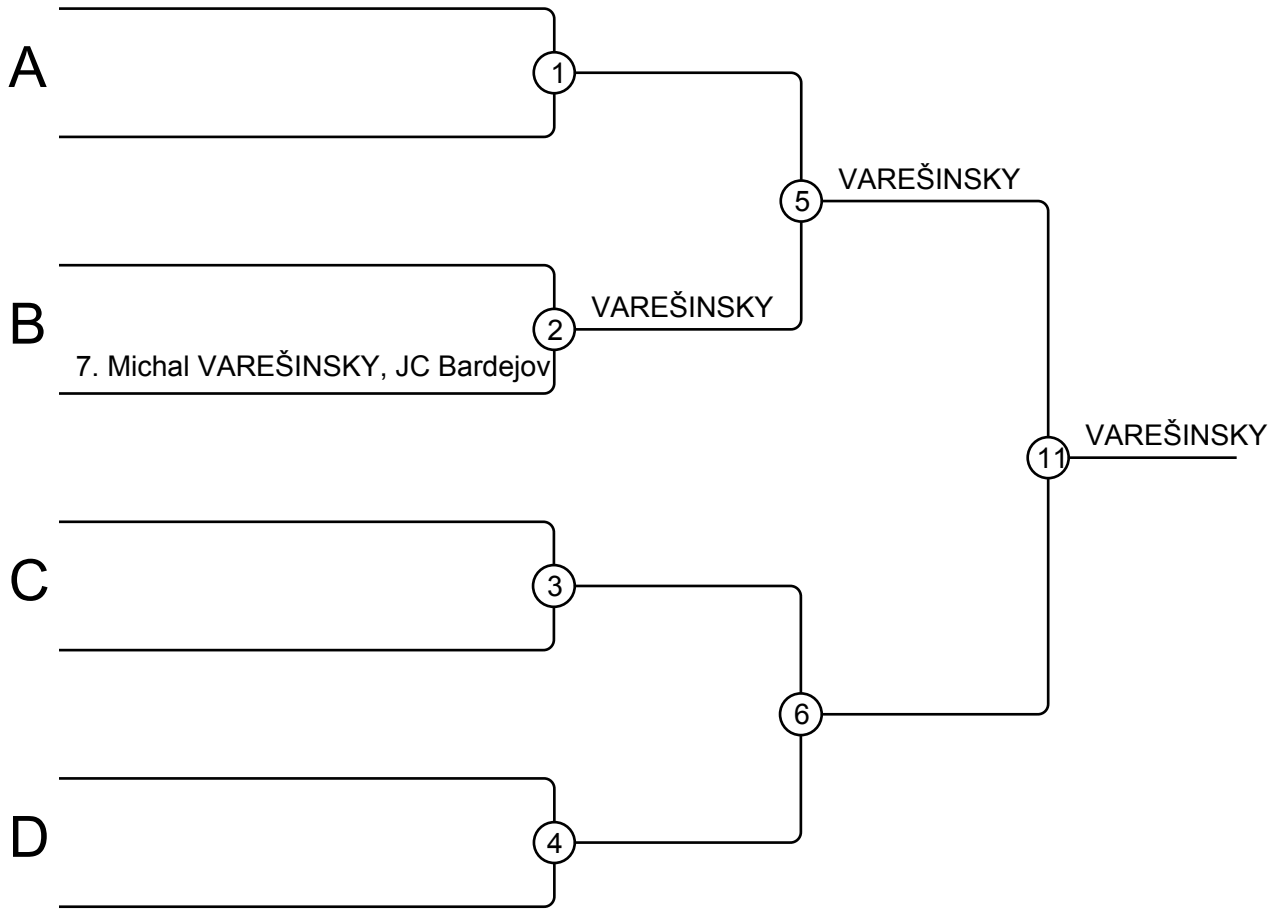 A
1
VAREŠINSKY
5
B
VAREŠINSKY
2
7. Michal VAREŠINSKY, JC Bardejov
VAREŠINSKY
11
C
3
6
D
4